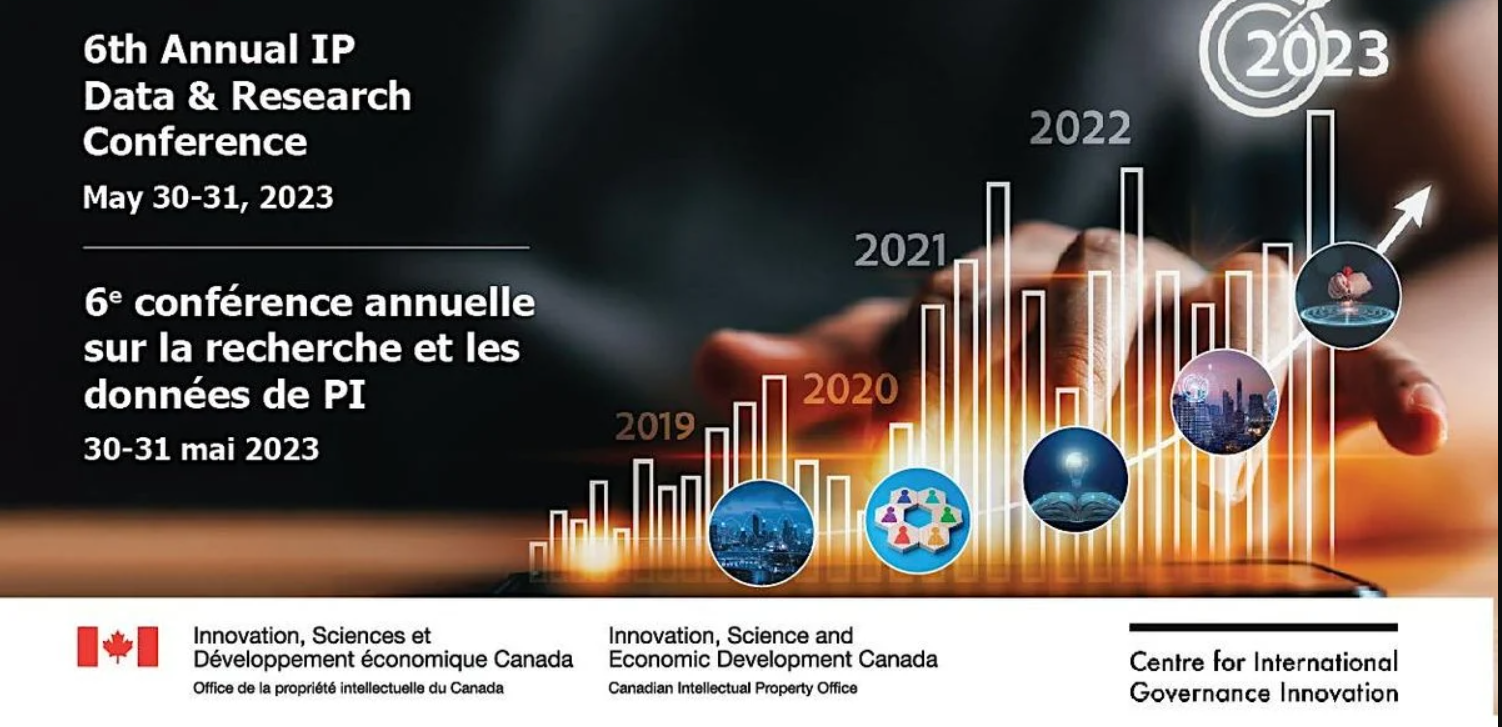 6th Annual IP
Data & Research
Conference
May 30-31, 2023
6e conférence annuelle
sur la recherche et les
données de PI
30-31 mai 2023
2019
2020
2021
2022
2023
Innovation, Sciences et
Développement économique Canada
Office de la propriété intellectuelle du Canada
Innovation, Science and
Economic Development Canada
Canadian Intellectual Property Office
Centre for International
Governance Innovation